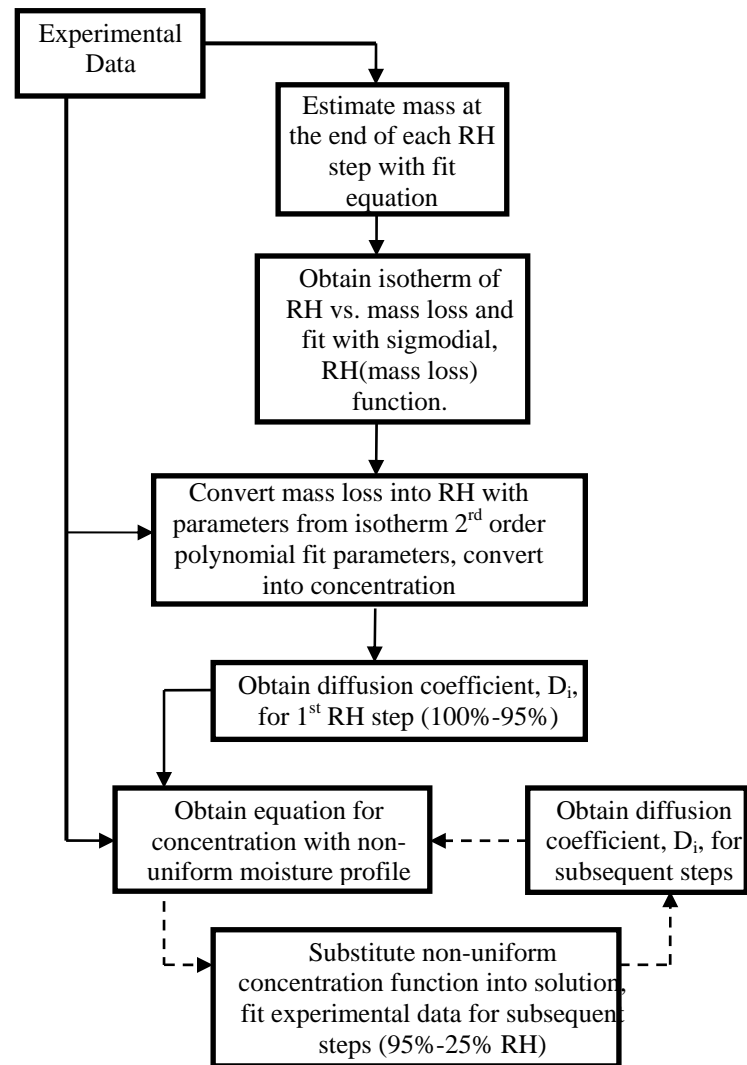 Experimental
Data
Estimate mass at
the end of each RH
step with fit
equation
Obtain isotherm of
RH vs. mass loss and
fit with sigmodial,
RH(mass loss)
function.
Convert mass loss into RH with
parameters from isotherm 2rd order
polynomial fit parameters, convert
into concentration
Obtain diffusion coefficient, Di,
for 1st RH step (100%-95%)
Obtain equation for
concentration with non-
uniform moisture profile
Obtain diffusion
coefficient, Di, for
subsequent steps
Substitute non-uniform
concentration function into solution,
fit experimental data for subsequent
steps (95%-25% RH)